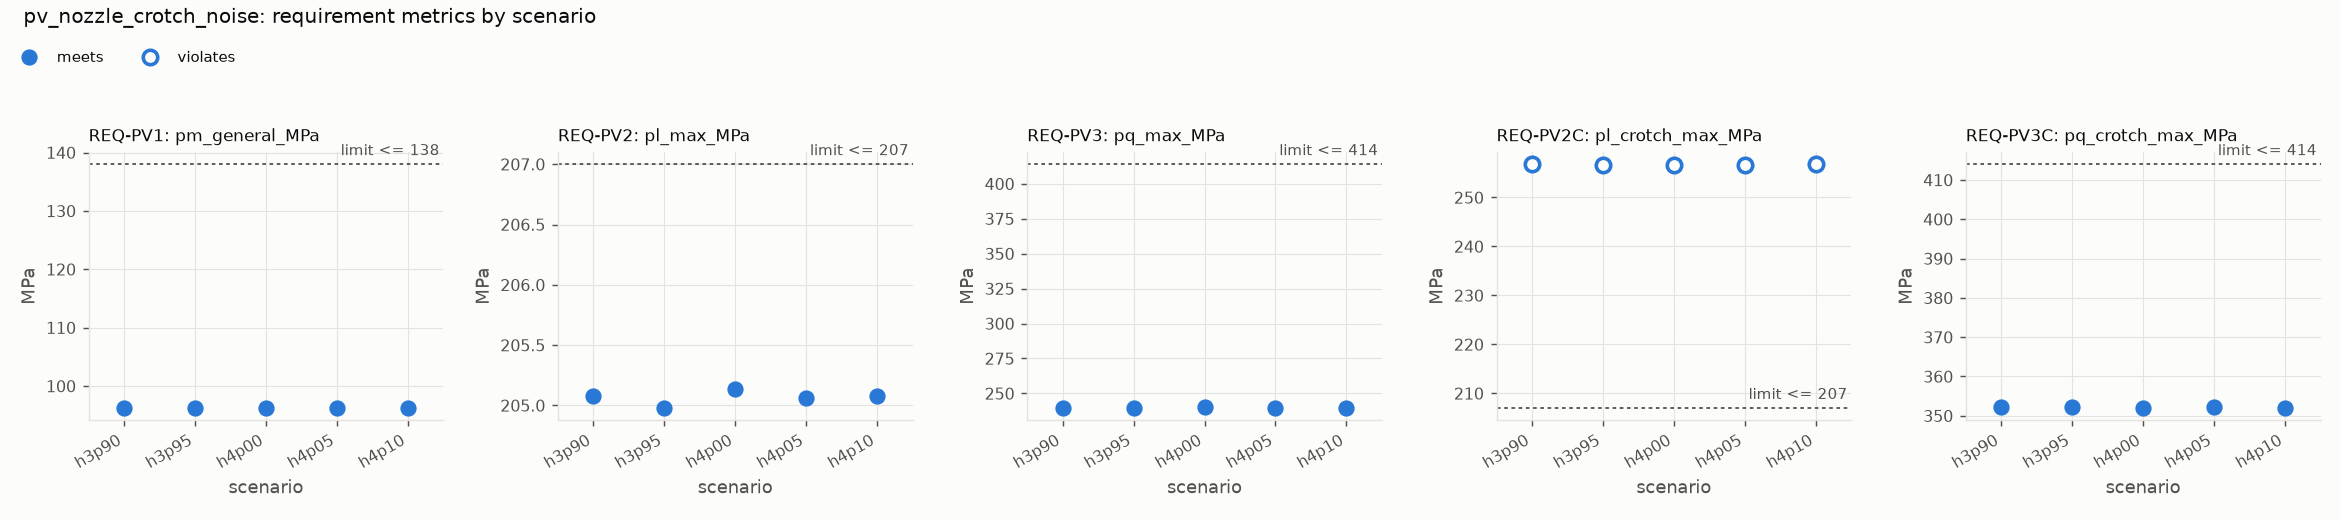 pv_nozzle_crotch_noise: requirement metrics by scenario
meets
violates
REQ-PV1: pm_general_MPa
limit <= 138
140
130
120
110
100
MPa
h3p90
h3p95
h4p00
h4p05
h4p10
scenario
REQ-PV2: pl_max_MPa
limit <= 207
207.0
206.5
206.0
205.5
205.0
MPa
h3p90
h3p95
h4p00
h4p05
h4p10
scenario
REQ-PV3: pq_max_MPa
limit <= 414
400
375
350
325
300
275
250
MPa
h3p90
h3p95
h4p00
h4p05
h4p10
scenario
REQ-PV2C: pl_crotch_max_MPa
250
240
230
220
210
limit <= 207
MPa
h3p90
h3p95
h4p00
h4p05
h4p10
scenario
REQ-PV3C: pq_crotch_max_MPa
limit <= 414
410
400
390
380
370
360
350
MPa
h3p90
h3p95
h4p00
h4p05
h4p10
scenario